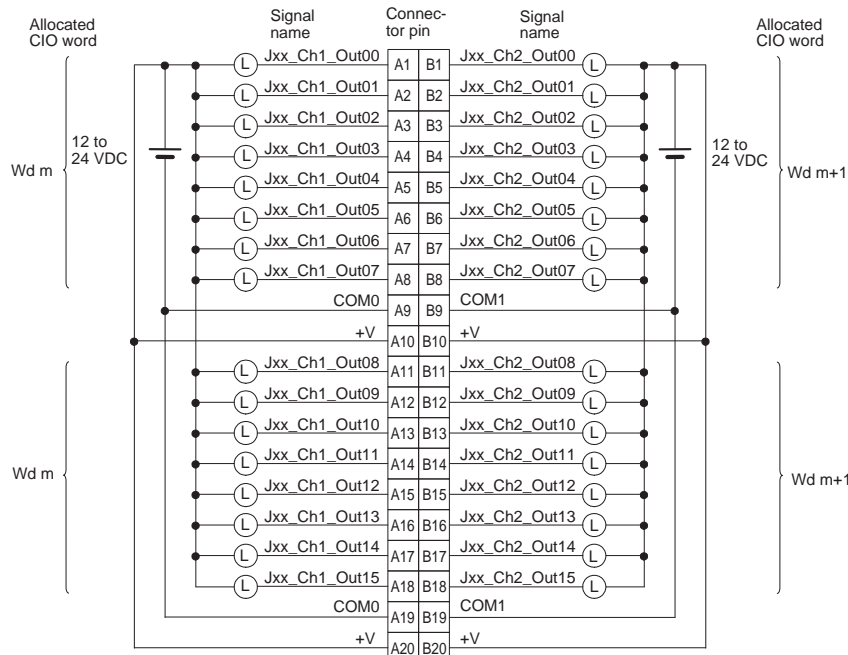 Allocated
CIO word
Signal
name
Connec-
tor pin
Signal
name
Allocated
CIO word
L Jxx_Ch1_Out00 A1 B1 Jxx_Ch2_Out00 L
L Jxx_Ch1_Out01 A2 B2 Jxx_Ch2_Out01 L
L Jxx_Ch1_Out02 A3 B3 Jxx_Ch2_Out02 L
12 to
24 VDC
L Jxx_Ch1_Out03 A4 B4 Jxx_Ch2_Out03 L
12 to
24 VDC
Wd m
L Jxx_Ch1_Out04 A5 B5 Jxx_Ch2_Out04 L
Wd m+1
L Jxx_Ch1_Out05 A6 B6 Jxx_Ch2_Out05 L
L Jxx_Ch1_Out06 A7 B7 Jxx_Ch2_Out06 L
L Jxx_Ch1_Out07 A8 B8 Jxx_Ch2_Out07 L
COM0 A9 B9 COM1
+V A10 B10 +V
L Jxx_Ch1_Out08 A11 B11 Jxx_Ch2_Out08 L
L Jxx_Ch1_Out09 A12 B12 Jxx_Ch2_Out09 L
L Jxx_Ch1_Out10 A13 B13 Jxx_Ch2_Out10 L
L Jxx_Ch1_Out11 A14 B14 Jxx_Ch2_Out11 L
Wd m
L Jxx_Ch1_Out12 A15 B15 Jxx_Ch2_Out12 L
Wd m+1
L Jxx_Ch1_Out13 A16 B16 Jxx_Ch2_Out13 L
L Jxx_Ch1_Out14 A17 B17 Jxx_Ch2_Out14 L
L Jxx_Ch1_Out15 A18 B18 Jxx_Ch2_Out15 L
COM0 A19 B19 COM1
+V A20 B20 +V